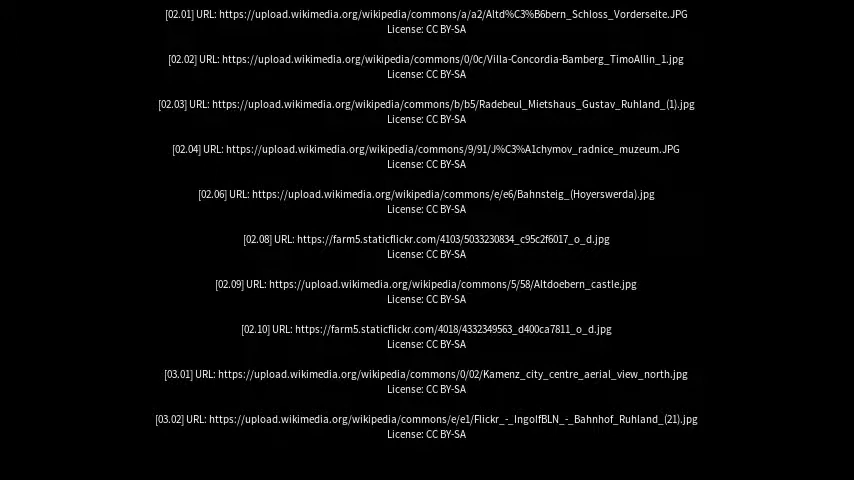 [02.01] URL: https://upload.wikimedia.org/wikipedia/commons/a/a2/Altd%C3%B6bern_Schloss_Vorderseite.JPG
License: CC BY-SA
[02.02] URL: https://upload.wikimedia.org/wikipedia/commons/0/0c/Villa-Concordia-Bamberg_TimoAllin_1.jpg
License: CC BY-SA
[02.03] URL: https://upload.wikimedia.org/wikipedia/commons/b/b5/Radebeul_Mietshaus_Gustav_Ruhland_(1).jpg
License: CC BY-SA
[02.04] URL: https://upload.wikimedia.org/wikipedia/commons/9/91/J%C3%A1chymov_radnice_muzeum.JPG
License: CC BY-SA
[02.06] URL: https://upload.wikimedia.org/wikipedia/commons/e/e6/Bahnsteig_(Hoyerswerda).jpg
License: CC BY-SA
[02.08] URL: https://farm5.staticflickr.com/4103/5033230834_c95c2f6017_o_d.jpg
License: CC BY-SA
[02.09] URL: https://upload.wikimedia.org/wikipedia/commons/5/58/Altdoebern_castle.jpg
License: CC BY-SA
[02.10] URL: https://farm5.staticflickr.com/4018/4332349563_d400ca7811_o_d.jpg
License: CC BY-SA
[03.01] URL: https://upload.wikimedia.org/wikipedia/commons/0/02/Kamenz_city_centre_aerial_view_north.jpg
License: CC BY-SA
[03.02] URL: https://upload.wikimedia.org/wikipedia/commons/e/e1/Flickr_-_IngolfBLN_-_Bahnhof_Ruhland_(21).jpg
License: CC BY-SA